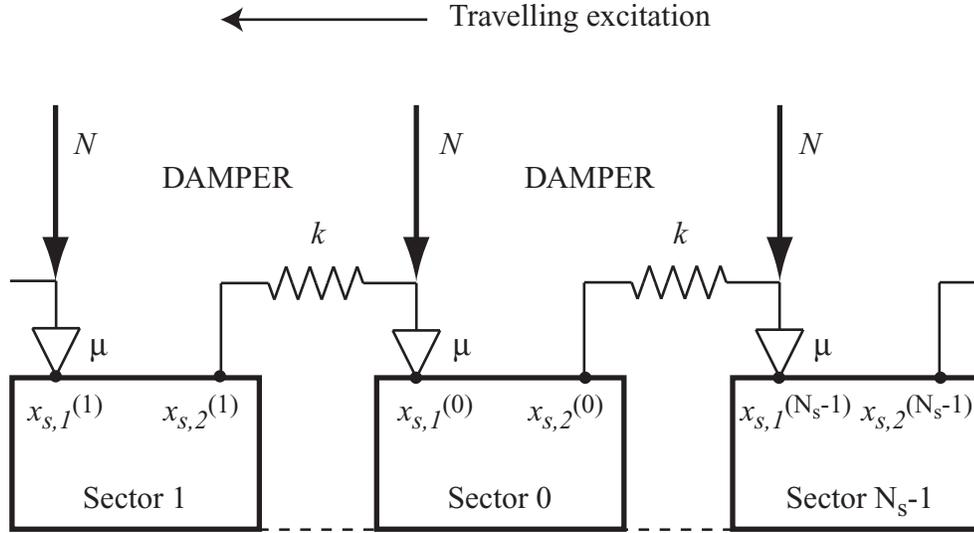 Travelling excitation
N N N
DAMPER DAMPER
k k
μ μ μ
x_{s,1}^{(1)} x_{s,2}^{(1)} x_{s,1}^{(0)} x_{s,2}^{(0)} x_{s,1}^{(N_s-1)} x_{s,2}^{(N_s-1)}
Sector 1 Sector 0 Sector N_s-1